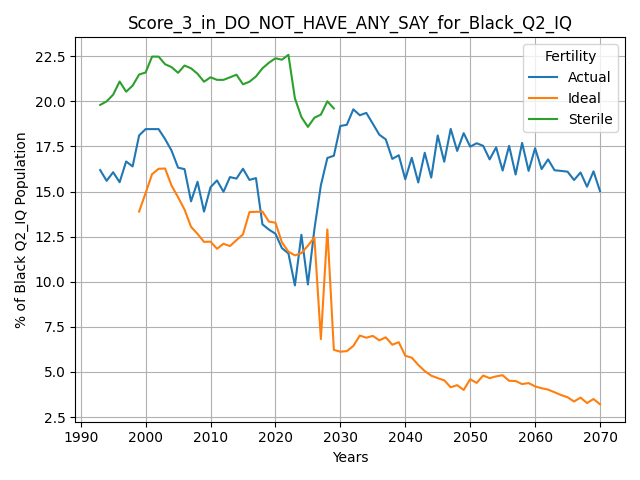 Score_3_in_DO_NOT_HAVE_ANY_SAY_for_Black_Q2_IQ
Fertility
Actual
Ideal
Sterile
% of Black Q2_IQ Population
22.5
20.0
17.5
15.0
12.5
10.0
7.5
5.0
2.5
1990 2000 2010 2020 2030 2040 2050 2060 2070
Years